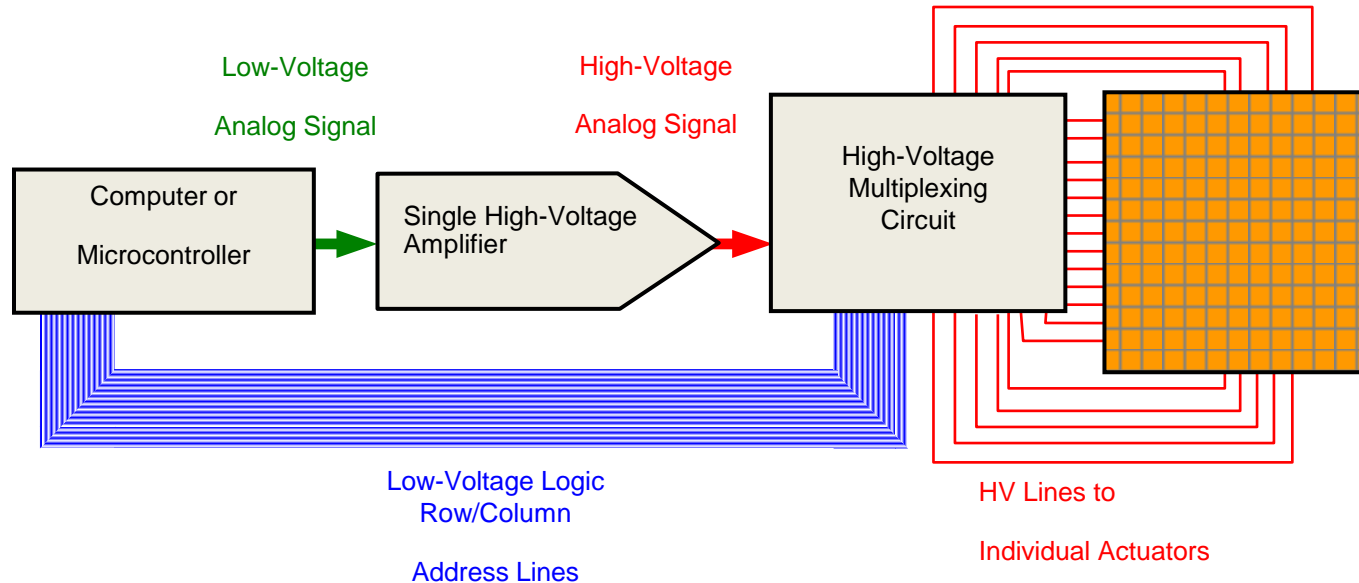 Low-Voltage
Analog Signal
High-Voltage
Analog Signal
Computer or
Microcontroller
Single High-Voltage
Amplifier
High-Voltage
Multiplexing
Circuit
Low-Voltage Logic
Row/Column
Address Lines
HV Lines to
Individual Actuators